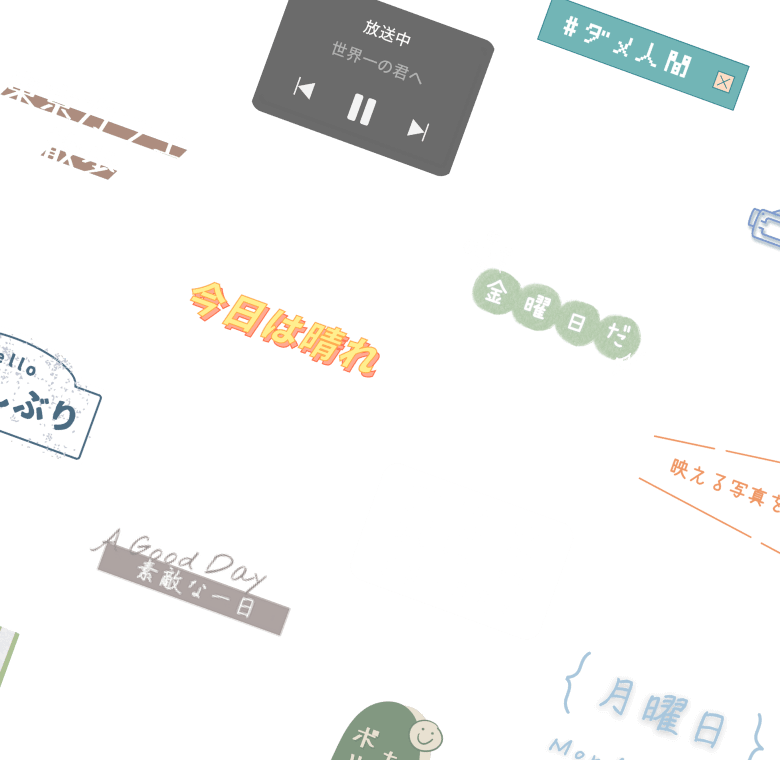 放送中
世界一の君へ
#ダメ人間
今日は晴れ
金曜日だ
ello
ぶり
映える写真を
A Good Day
素敵な一日
月曜日